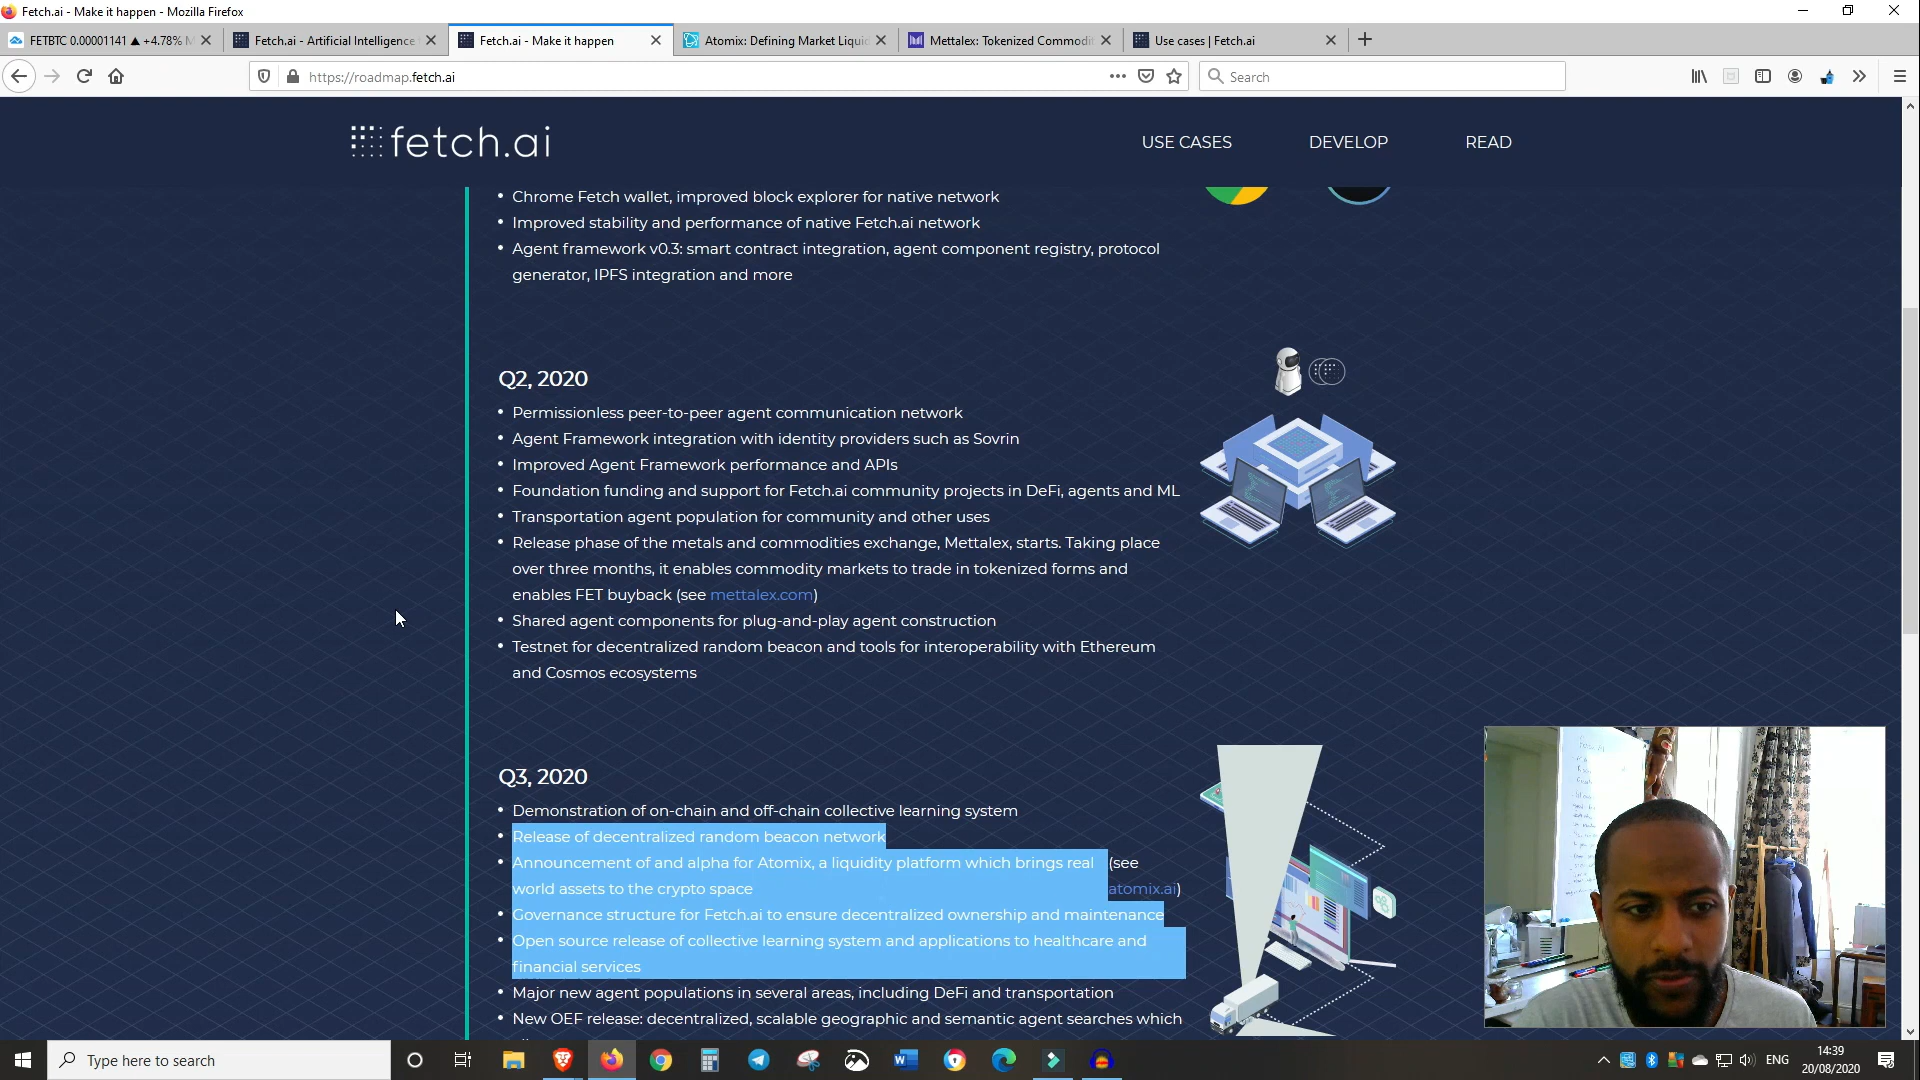 Fetch.ai - Make it happen - Mozilla Firefox
FETBTC 0.00001141 ▲ +4.78%
Fetch.ai - Artificial Intelligence
Fetch.ai - Make it happen
Atomix: Defining Market Liquid
Mettalex: Tokenized Commodit
Use cases | Fetch.ai
https://roadmap.fetch.ai
Search
fetch.ai
USE CASES
DEVELOP
READ
• Chrome Fetch wallet, improved block explorer for native network
• Improved stability and performance of native Fetch.ai network
• Agent framework v0.3: smart contract integration, agent component registry, protocol
generator, IPFS integration and more
Q2, 2020
• Permissionless peer-to-peer agent communication network
• Agent Framework integration with identity providers such as Sovrin
• Improved Agent Framework performance and APIs
• Foundation funding and support for Fetch.ai community projects in DeFi, agents and ML
• Transportation agent population for community and other uses
• Release phase of the metals and commodities exchange, Mettalex, starts. Taking place
over three months, it enables commodity markets to trade in tokenized forms and
enables FET buyback (see mettalex.com)
• Shared agent components for plug-and-play agent construction
• Testnet for decentralized random beacon and tools for interoperability with Ethereum
and Cosmos ecosystems
Q3, 2020
• Demonstration of on-chain and off-chain collective learning system
• Release of decentralized random beacon network
• Announcement of and alpha for Atomix, a liquidity platform which brings real (see
world assets to the crypto space atomix.ai)
• Governance structure for Fetch.ai to ensure decentralized ownership and maintenance
• Open source release of collective learning system and applications to healthcare and
financial services
• Major new agent populations in several areas, including DeFi and transportation
• New OEF release: decentralized, scalable geographic and semantic agent searches which
Type here to search
ENG
14:39
20/08/2020